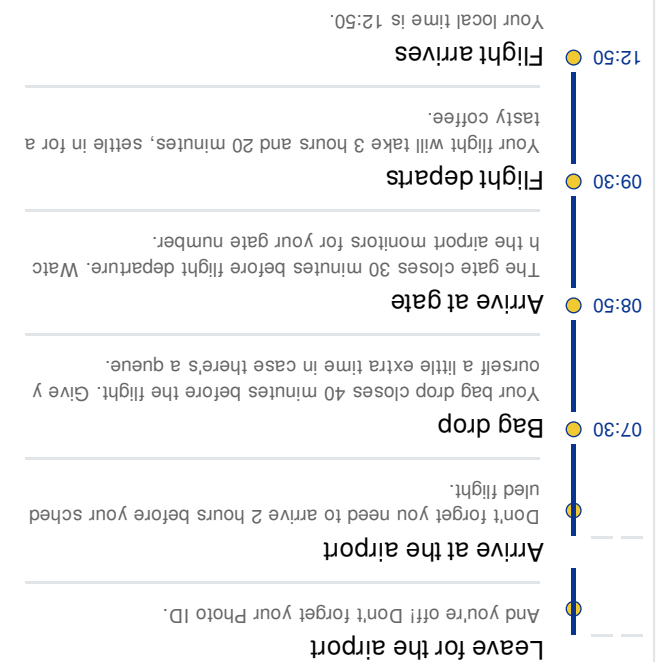 Leave for the airport
And you're off! Don't forget your Photo ID.
Arrive at the airport
Don't forget you need to arrive 2 hours before your sched
uled flight.
07:30 Bag drop
Your bag drop closes 40 minutes before the flight. Give y
ourself a little extra time in case there's a queue.
08:50 Arrive at gate
The gate closes 30 minutes before flight departure. Watc
h the airport monitors for your gate number.
09:30 Flight departs
Your flight will take 3 hours and 20 minutes, settle in for a
tasty coffee.
12:50 Flight arrives
Your local time is 12:50.